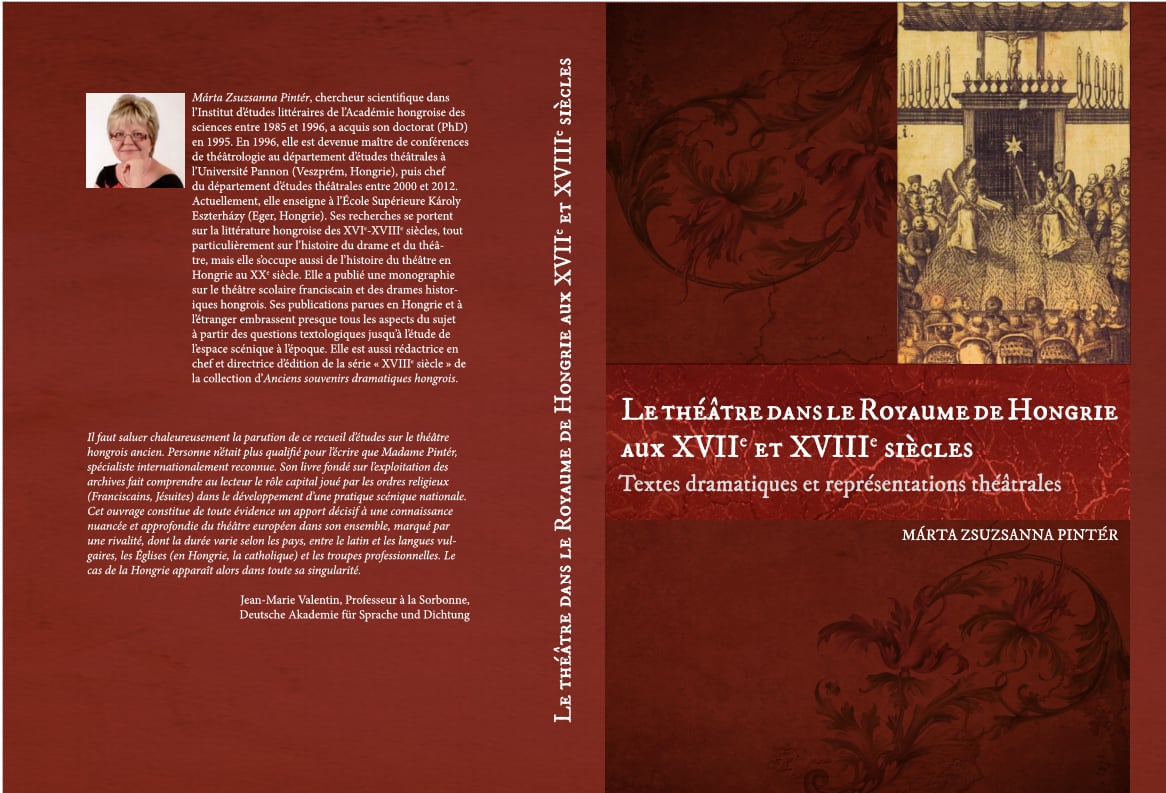 Márta Zsuzsanna Pintér, chercheur scientifique dans
l'Institut d'études littéraires de l'Académie hongroise des
sciences entre 1985 et 1996, a acquis son doctorat (PhD)
en 1995. En 1996, elle est devenue maître de conférences
de théâtrologie au département d'études théâtrales à
l'Université Pannon (Veszprém, Hongrie), puis chef
du département d'études théâtrales entre 2000 et 2012.
Actuellement, elle enseigne à l'École Supérieure Károly
Eszterházy (Eger, Hongrie). Ses recherches se portent
sur la littérature hongroise des XVIe-XVIIIe siècles, tout
particulièrement sur l'histoire du drame et du théâ-
tre, mais elle s'occupe aussi de l'histoire du théâtre en
Hongrie au XXe siècle. Elle a publié une monographie
sur le théâtre scolaire franciscain et des drames histor-
iques hongrois. Ses publications parues en Hongrie et à
l'étranger embrassent presque tous les aspects du sujet
à partir des questions textologiques jusqu'à l'étude de
l'espace scénique à l'époque. Elle est aussi rédactrice en
chef et directrice d'édition de la série « XVIIIe siècle » de
la collection d'Anciens souvenirs dramatiques hongrois.
Il faut saluer chaleureusement la parution de ce recueil d'études sur le théâtre
hongrois ancien. Personne n'était plus qualifié pour l'écrire que Madame Pintér,
spécialiste internationalement reconnue. Son livre fondé sur l'exploitation des
archives fait comprendre au lecteur le rôle capital joué par les ordres religieux
(Franciscains, Jésuites) dans le développement d'une pratique scénique nationale.
Cet ouvrage constitue de toute évidence un apport décisif à une connaissance
nuancée et approfondie du théâtre européen dans son ensemble, marqué par
une rivalité, dont la durée varie selon les pays, entre le latin et les langues vul-
gaires, les Églises (en Hongrie, la catholique) et les troupes professionnelles. Le
cas de la Hongrie apparaît alors dans toute sa singularité.
Jean-Marie Valentin, Professeur à la Sorbonne,
Deutsche Akademie für Sprache und Dichtung
Le théâtre dans le Royaume de Hongrie aux XVIIe et XVIIIe siècles
Le théâtre dans le Royaume de Hongrie
aux XVIIe et XVIIIe siècles
Textes dramatiques et représentations théâtrales
MÁRTA ZSUZSANNA PINTÉR